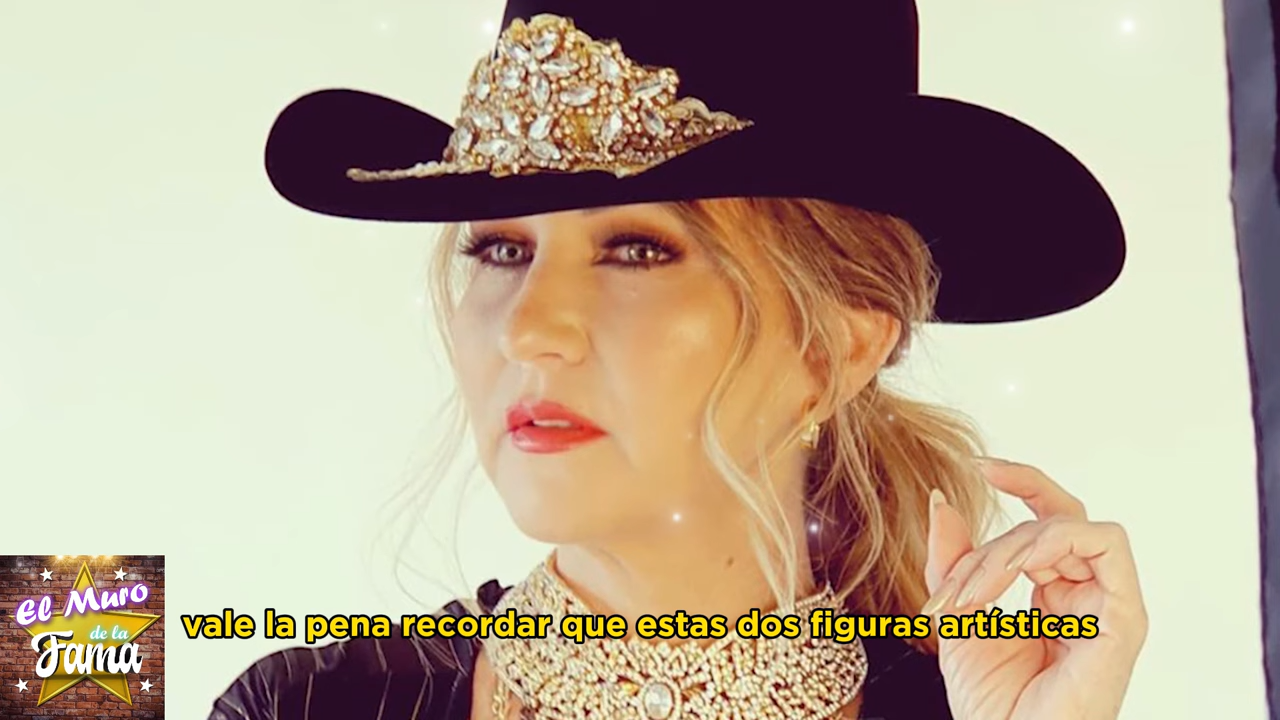 El Muro
de la
Fama
vale la pena recordar que estas dos figuras artísticas